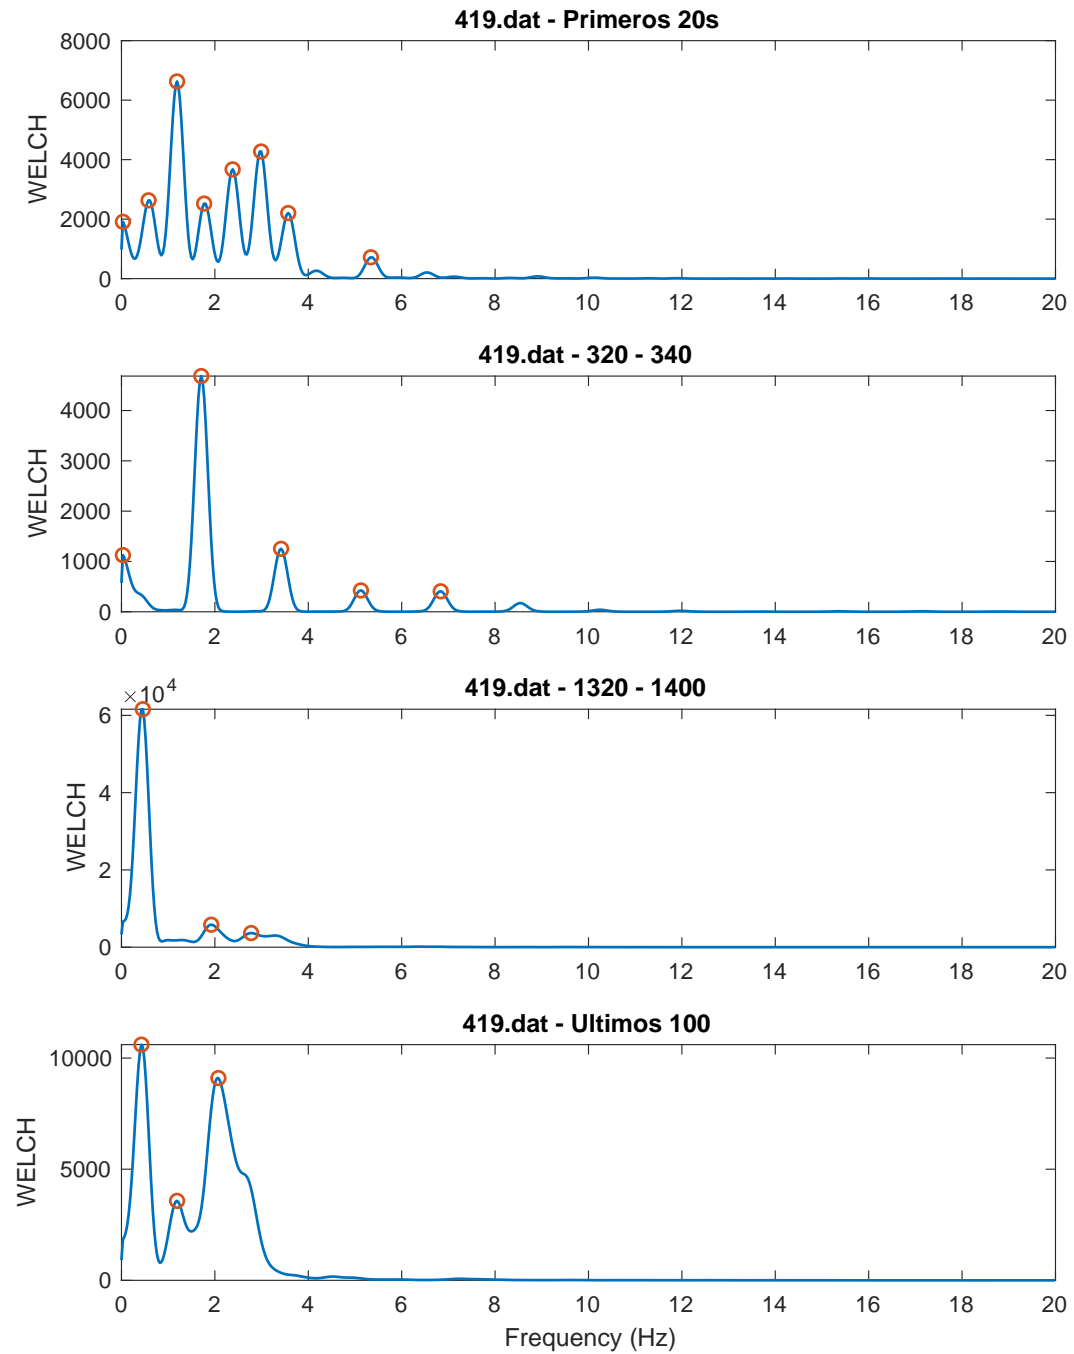 419.dat - Primeros 20s
WELCH
8000
6000
4000
2000
0
0 2 4 6 8 10 12 14 16 18 20
419.dat - 320 - 340
WELCH
4000
3000
2000
1000
0
0 2 4 6 8 10 12 14 16 18 20
419.dat - 1320 - 1400
×10^4
WELCH
6
4
2
0
0 2 4 6 8 10 12 14 16 18 20
419.dat - Ultimos 100
WELCH
10000
5000
0
0 2 4 6 8 10 12 14 16 18 20
Frequency (Hz)